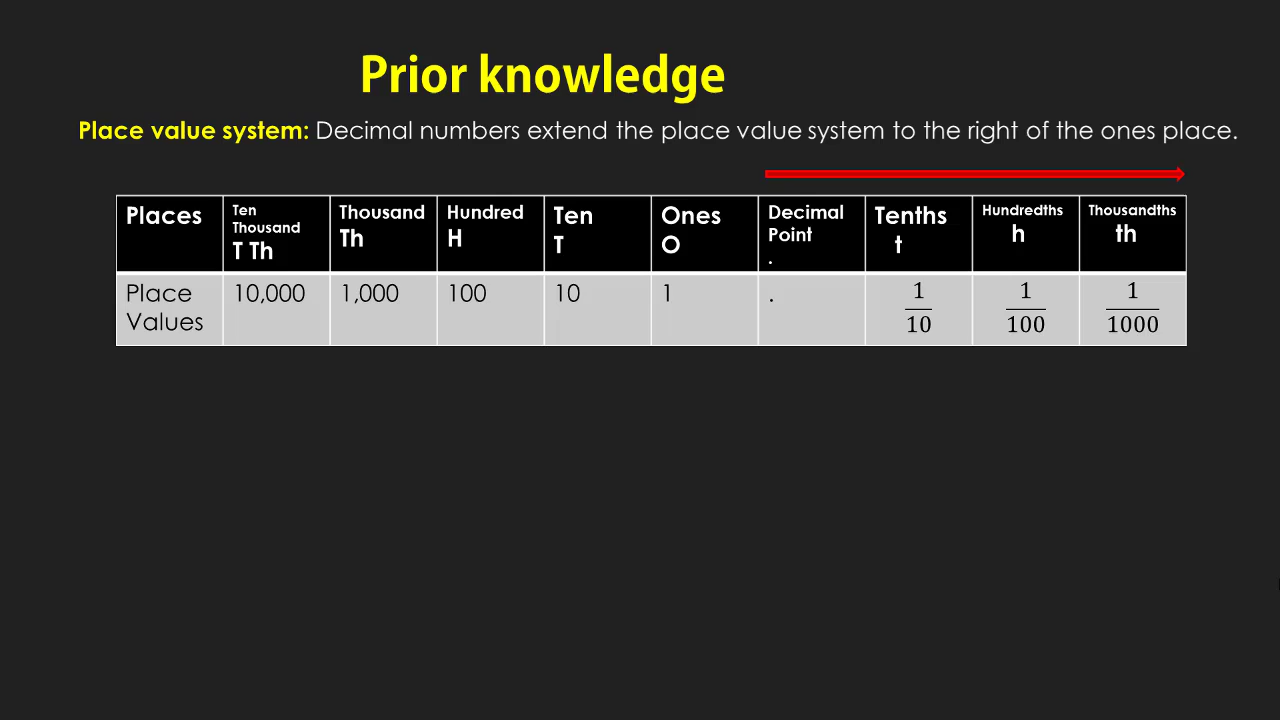 Prior knowledge
Place value system: Decimal numbers extend the place value system to the right of the ones place.
Places Ten Thousand T Th Thousand Th Hundred H Ten T Ones O Decimal Point . Tenths t Hundredths h Thousandths th
Place Values 10,000 1,000 100 10 1 . 1/10 1/100 1/1000